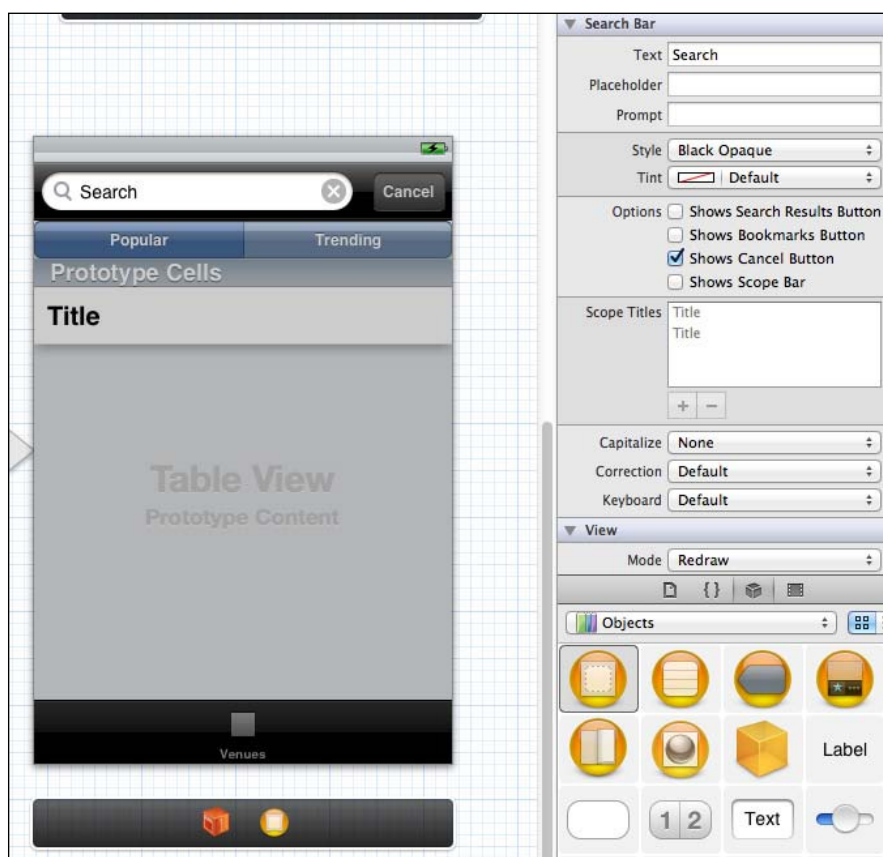 Search
Cancel
Popular
Trending
Prototype Cells
Title
Table View
Prototype Content
Venues
Search Bar
Text Search
Placeholder
Prompt
Style Black Opaque
Tint Default
Options Shows Search Results Button
Shows Bookmarks Button
Shows Cancel Button
Shows Scope Bar
Scope Titles Title
Title
+ −
Capitalize None
Correction Default
Keyboard Default
View
Mode Redraw
{ }
Objects
Label
1 2
Text